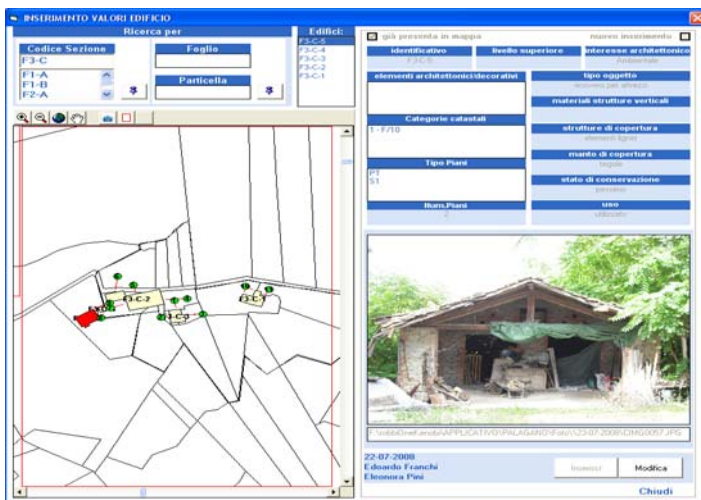 INSERIMENTO VALORI EDIFICIO
Ricerca per
Edifici:
Codice Sezione
F3-C
F1-A
F1-B
F2-A
Foglio
Particella
F3-C-5
F3-C-4
F3-C-3
F3-C-2
F3-C-1
già presenta in mappa
nuovo inserimento
identificativo
F3-C-5
livello superiore
interesse architettonico
Ambientale
elementi architettonici/decorativi
Categorie catastali
1 - F/10
Tipo Piani
PT
S1
Num.Piani
2
tipo oggetto
ricovero per attrezzi
materiali strutture verticali
strutture di copertura
elementi lignei
manto di copertura
tegole
stato di conservazione
pessimo
uso
utilizzato
F3-C-2
F3-C-3
22-07-2008
Edoardo Franchi
Eleonora Pini
Inserisci
Modifica
Chiudi